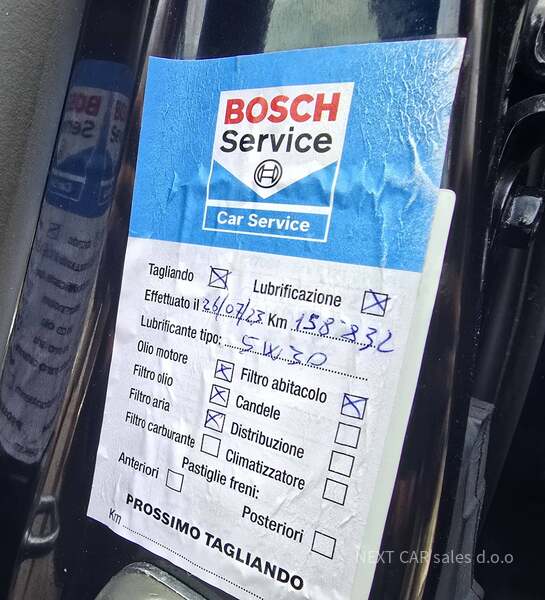 BOSCH
Service
Car Service
Tagliando Lubrificazione
Effettuato il 26/07/23 Km 158832
Lubrificante tipo: 5W30
Olio motore Filtro abitacolo
Filtro olio Candele
Filtro aria Distribuzione
Filtro carburante Climatizzatore
Pastiglie freni:
Anteriori Posteriori
PROSSIMO TAGLIANDO
Km
NEXT CAR sales d.o.o